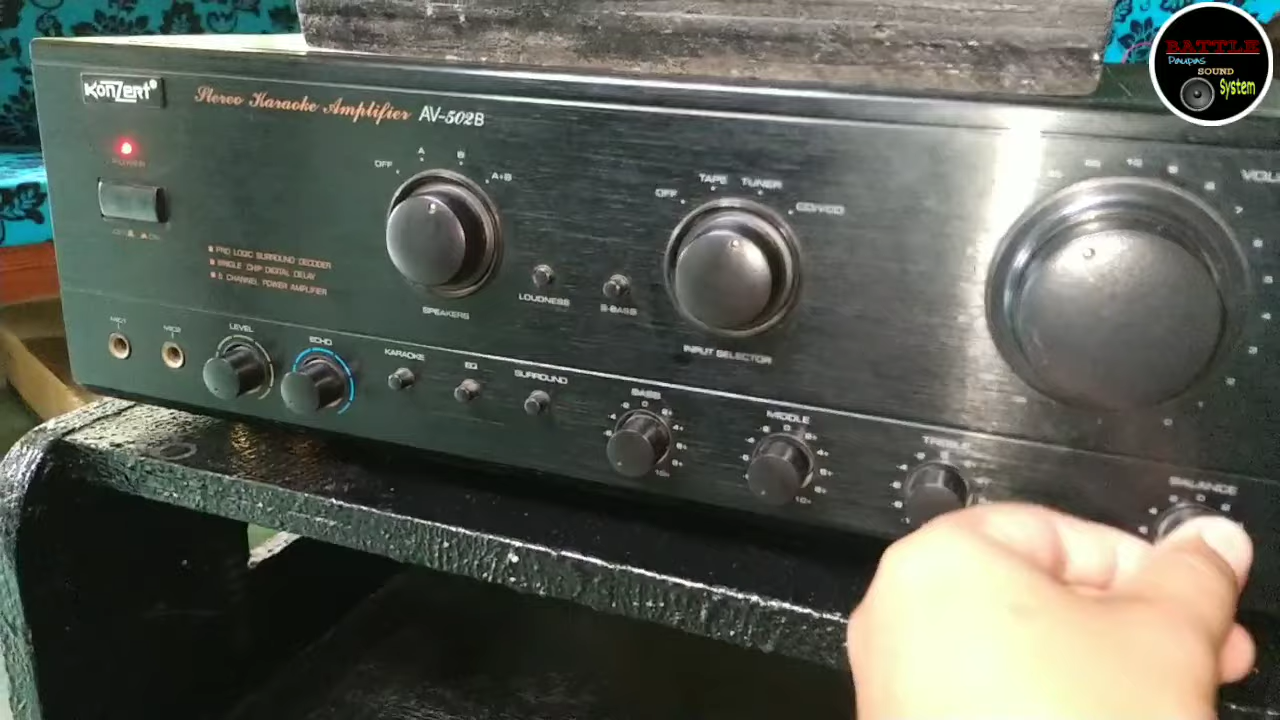 BATTLE
Paupas
SOUND
System
KonZert
Stereo Karaoke Amplifier AV-502B
POWER
OFF A B A+B
SPEAKERS
OFF TAPE TUNER CD/VCD
INPUT SELECTOR
LOUDNESS
S-BASS
PRO LOGIC SURROUND DECODER
SINGLE CHIP DIGITAL DELAY
5 CHANNEL POWER AMPLIFIER
MIC1
MIC2
LEVEL
ECHO
KARAOKE
EQ
SURROUND
BASS
MIDDLE
TREBLE
BALANCE